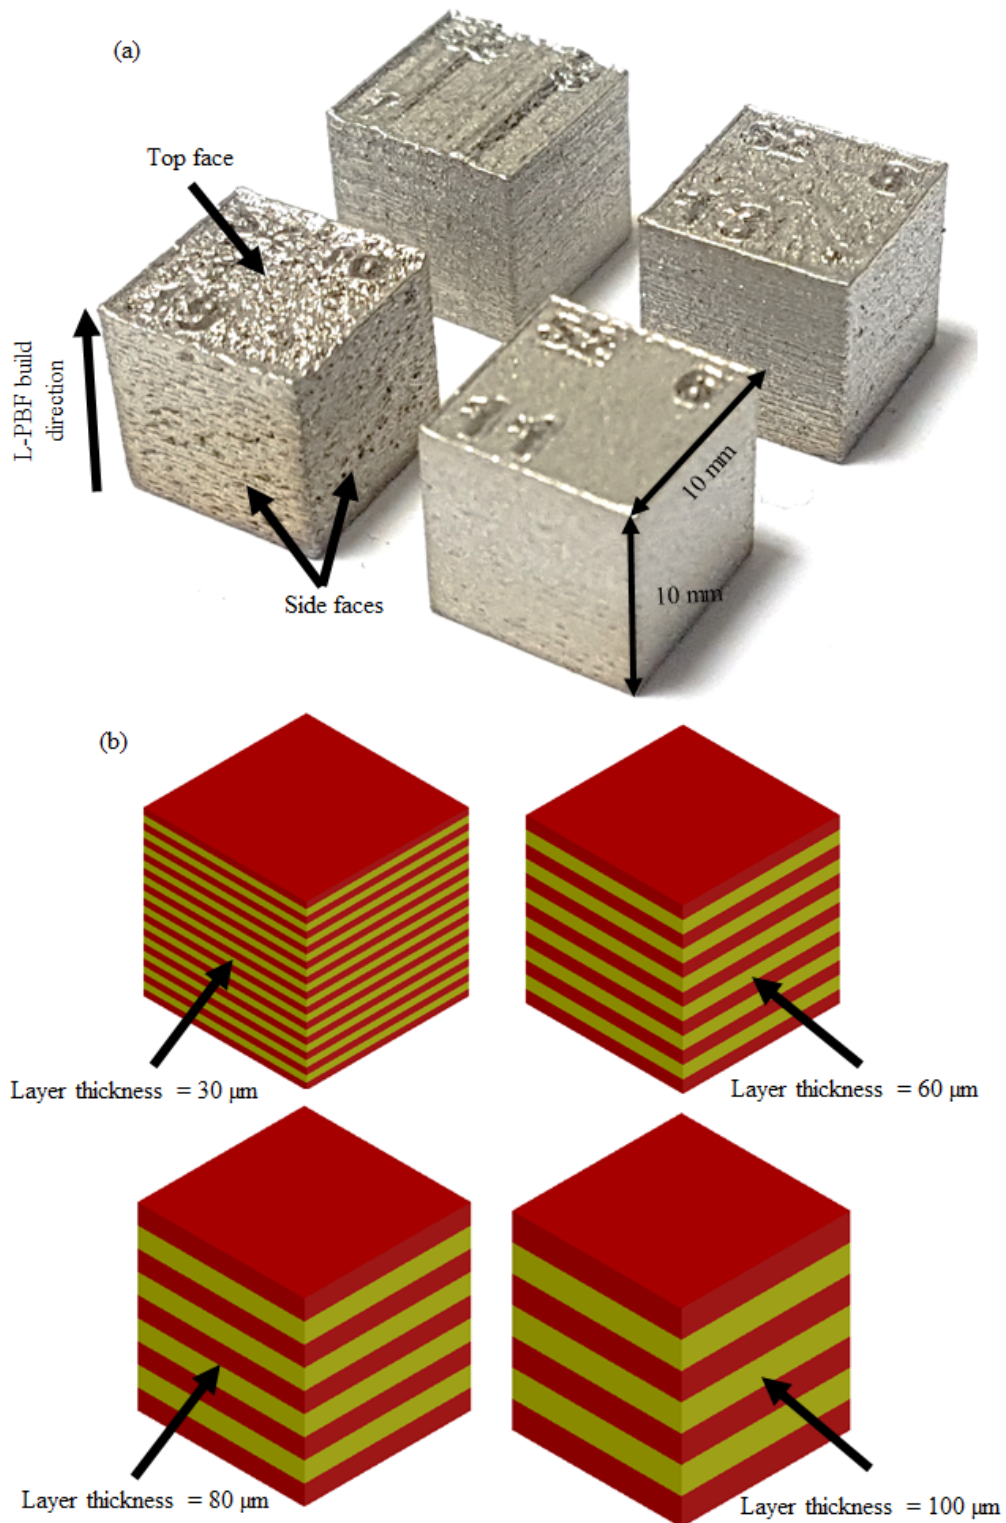 (a)
Top face
L-PBF build
direction
10 mm
10 mm
Side faces
(b)
Layer thickness = 30 µm
Layer thickness = 60 µm
Layer thickness = 80 µm
Layer thickness = 100 µm